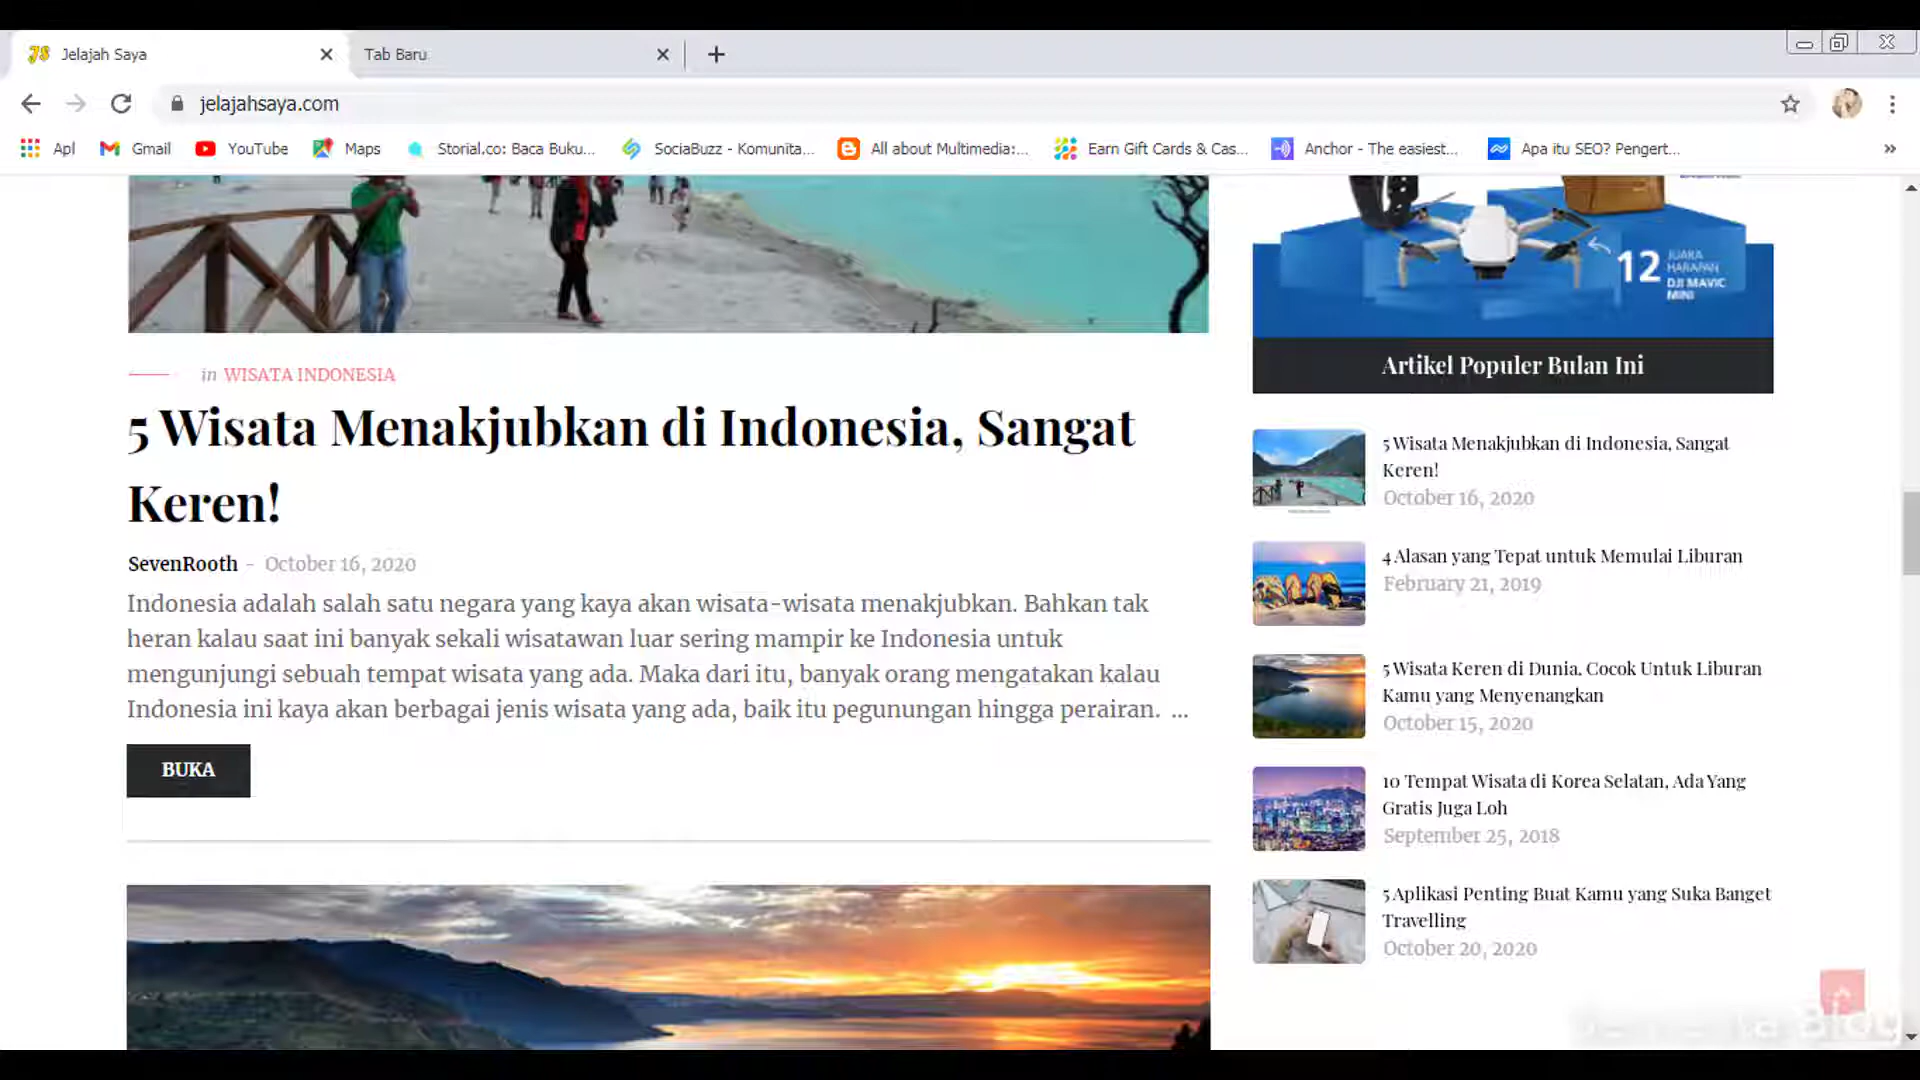 Jelajah Saya
Tab Baru
jelajahsaya.com
Apl
Gmail
YouTube
Maps
Storial.co: Baca Buku...
SociaBuzz - Komunita...
All about Multimedia:...
Earn Gift Cards & Cas...
Anchor - The easiest...
Apa itu SEO? Pengert...
»
in WISATA INDONESIA
5 Wisata Menakjubkan di Indonesia, Sangat
Keren!
SevenRooth - October 16, 2020
Indonesia adalah salah satu negara yang kaya akan wisata-wisata menakjubkan. Bahkan tak
heran kalau saat ini banyak sekali wisatawan luar sering mampir ke Indonesia untuk
mengunjungi sebuah tempat wisata yang ada. Maka dari itu, banyak orang mengatakan kalau
Indonesia ini kaya akan berbagai jenis wisata yang ada, baik itu pegunungan hingga perairan. ...
BUKA
12
JUARA
HARAPAN
DJI MAVIC
MINI
Artikel Populer Bulan Ini
5 Wisata Menakjubkan di Indonesia, Sangat
Keren!
October 16, 2020
4 Alasan yang Tepat untuk Memulai Liburan
February 21, 2019
5 Wisata Keren di Dunia, Cocok Untuk Liburan
Kamu yang Menyenangkan
October 15, 2020
10 Tempat Wisata di Korea Selatan, Ada Yang
Gratis Juga Loh
September 25, 2018
5 Aplikasi Penting Buat Kamu yang Suka Banget
Travelling
October 20, 2020
Blog